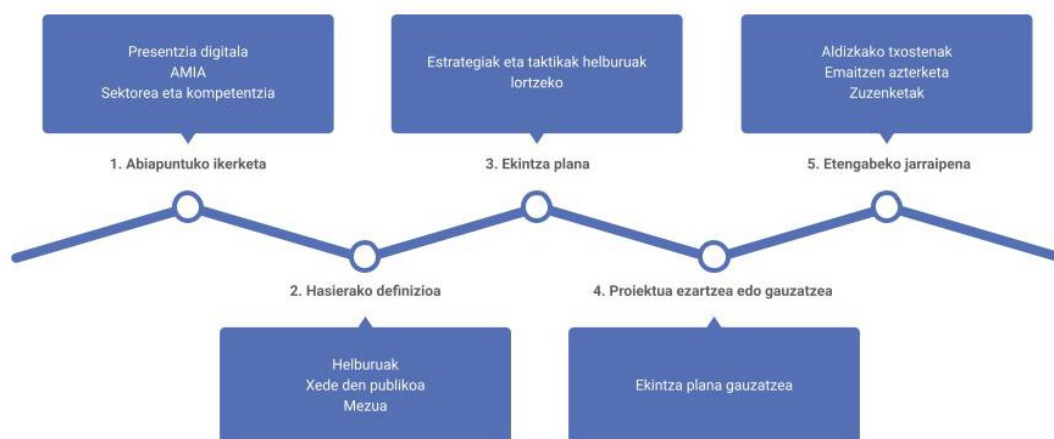 Presentzia digitala
AMIA
Sektorea eta kompetentzia
1. Abiapuntuko ikerketa
2. Hasierako definizioa
Helburuak
Xede den publikoa
Mezua
Estrategiak eta taktikak helburuak
lortzeko
3. Ekintza plana
4. Proiektua ezartzea edo gauzatzea
Ekintza plana gauzatzea
Aldizkako txostenak
Emaitzen azterketa
Zuzenketak
5. Etengabeko jarraipena